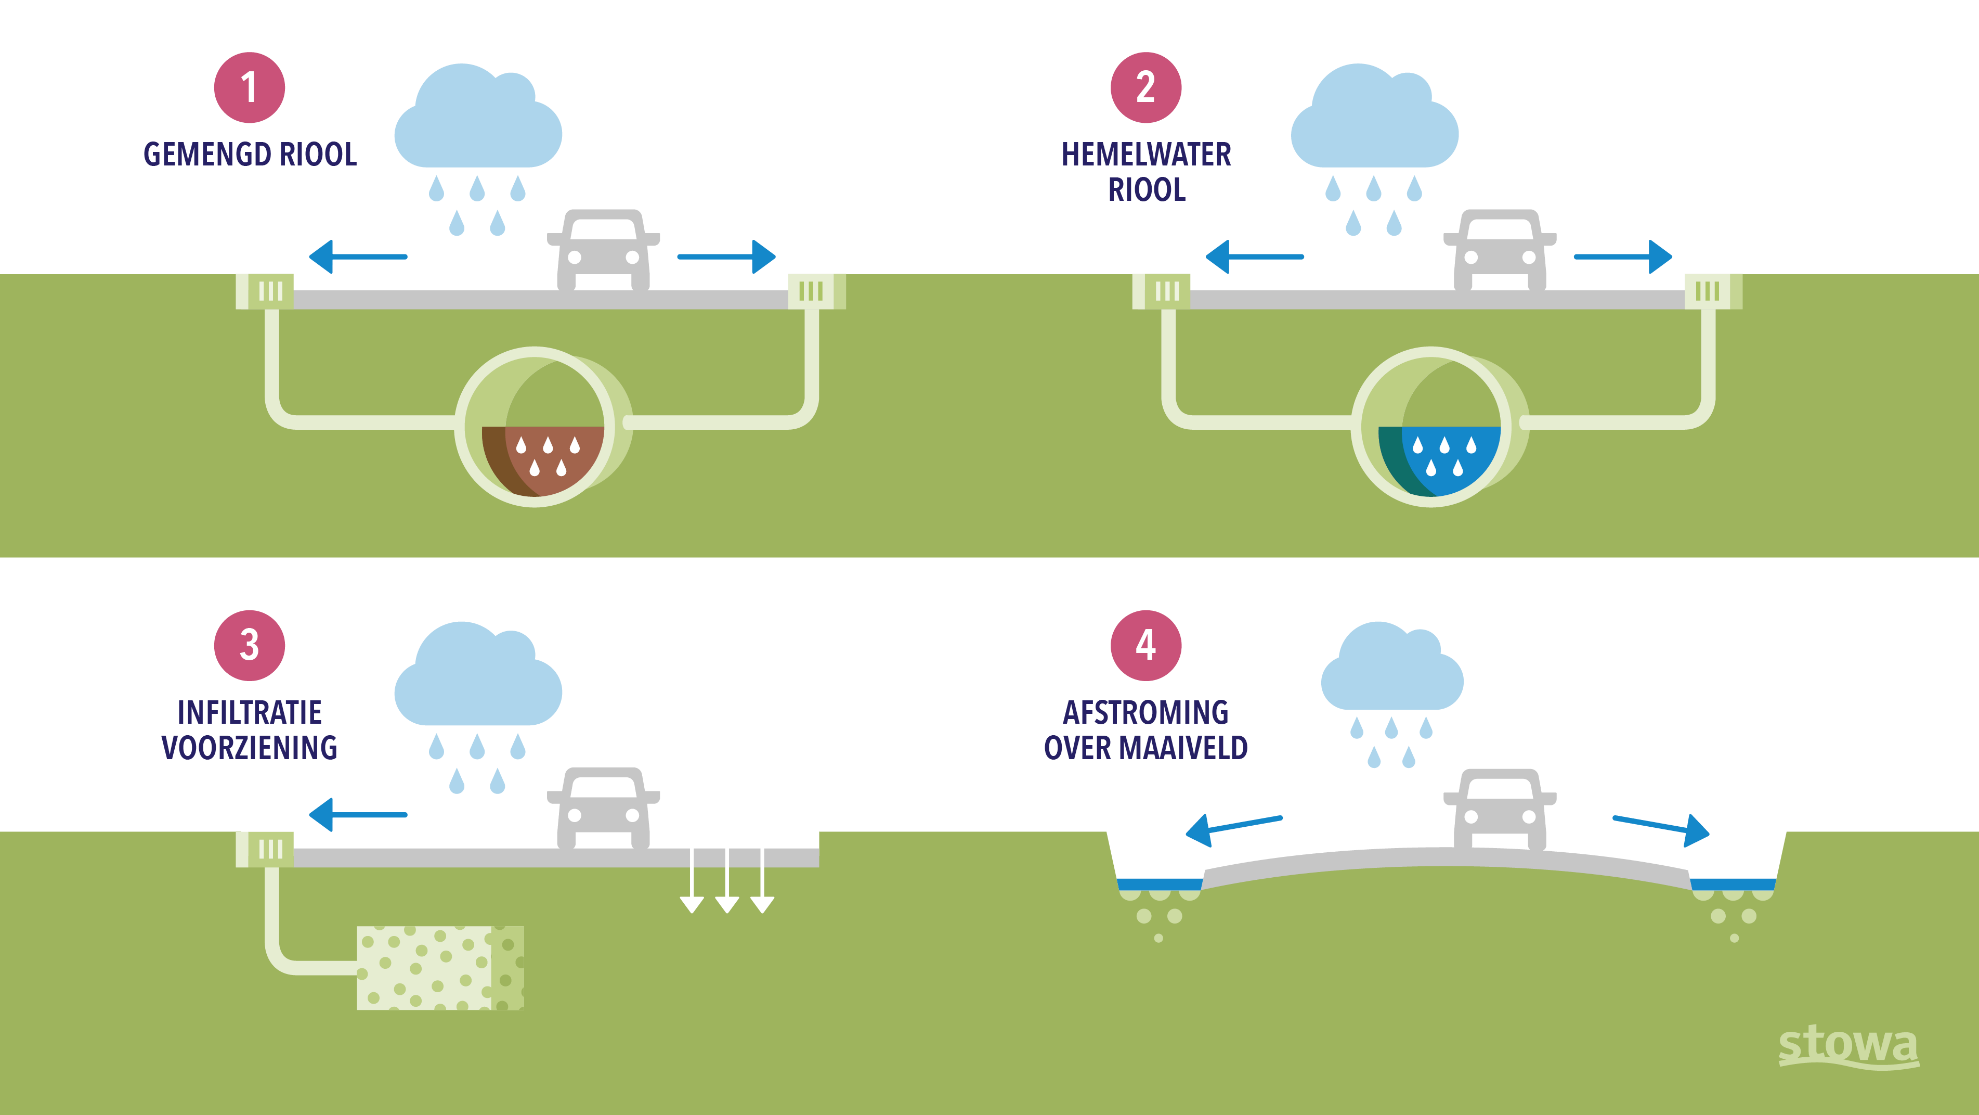 1
GEMENGD RIOOL
2
HEMELWATER
RIOOL
3
INFILTRATIE
VOORZIENING
4
AFSTROMING
OVER MAAIVELD
stowa